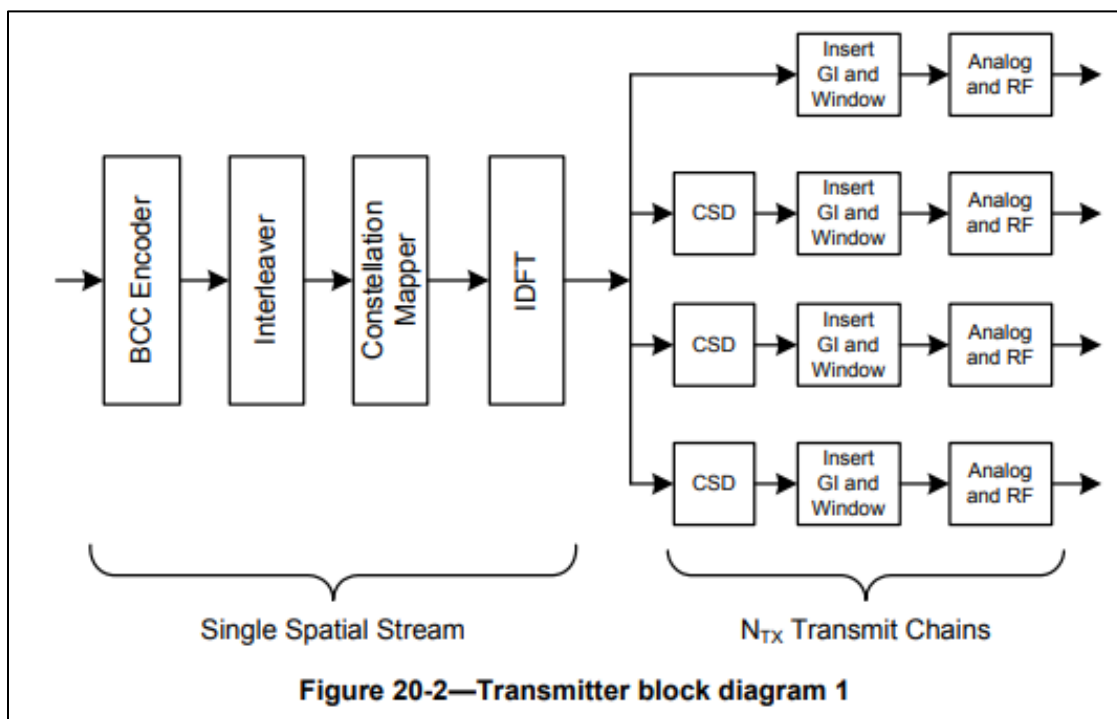 Insert
GI and
Window
Analog
and RF
BCC Encoder
Interleaver
Constellation
Mapper
IDFT
CSD
Insert
GI and
Window
Analog
and RF
CSD
Insert
GI and
Window
Analog
and RF
CSD
Insert
GI and
Window
Analog
and RF
Single Spatial Stream
NTX Transmit Chains
Figure 20-2—Transmitter block diagram 1